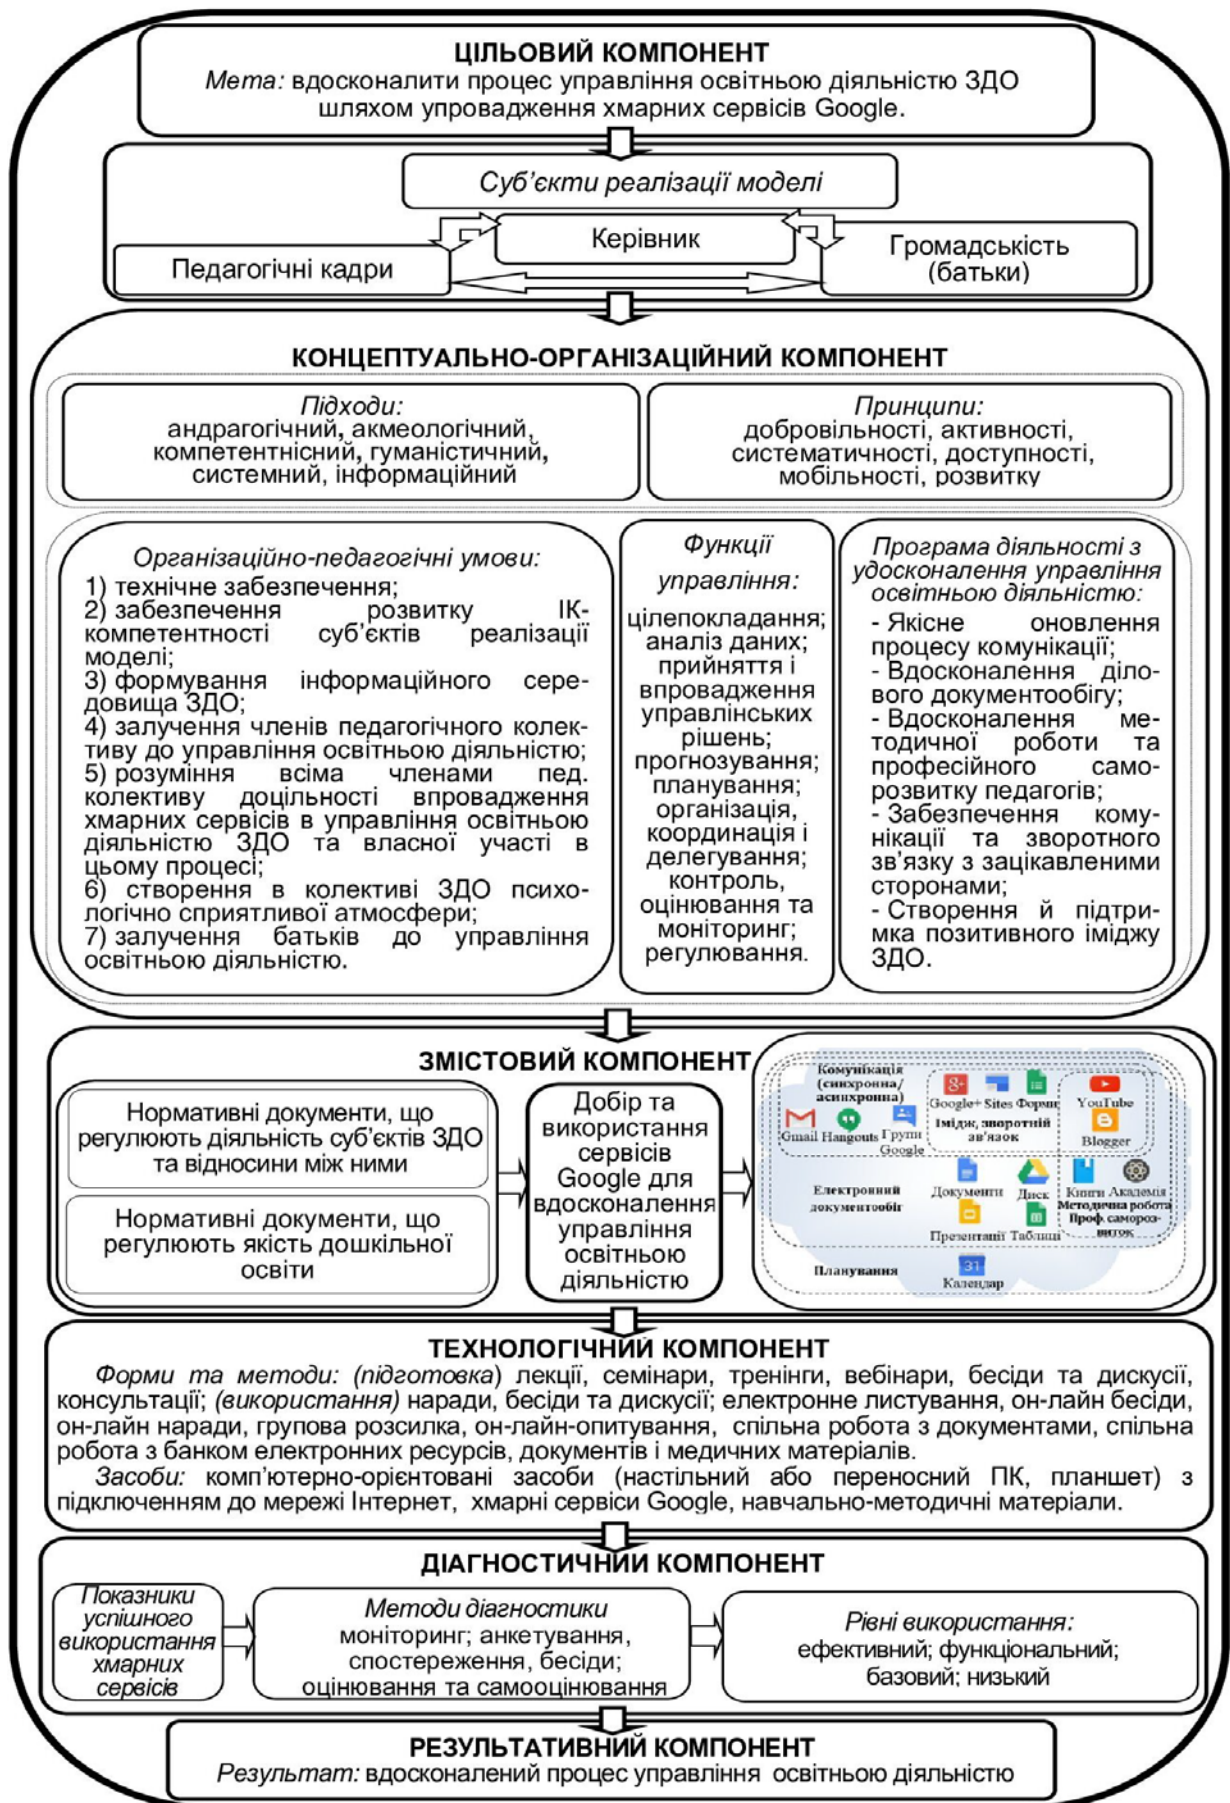 ЦІЛЬОВИЙ КОМПОНЕНТ
Мета: вдосконалити процес управління освітньою діяльністю ЗДО
шляхом упровадження хмарних сервісів Google.
Суб’єкти реалізації моделі
Керівник
Педагогічні кадри
Громадськість
(батьки)
КОНЦЕПТУАЛЬНО-ОРГАНІЗАЦІЙНИЙ КОМПОНЕНТ
Підходи:
андрагогічний, акмеологічний,
компетентнісний, гуманістичний,
системний, інформаційний
Принципи:
добровільності, активності,
систематичності, доступності,
мобільності, розвитку
Організаційно-педагогічні умови:
1) технічне забезпечення;
2) забезпечення розвитку ІК-
компетентності суб’єктів реалізації
моделі;
3) формування інформаційного сере-
довища ЗДО;
4) залучення членів педагогічного колек-
тиву до управління освітньою діяльністю;
5) розуміння всіма членами пед.
колективу доцільності впровадження
хмарних сервісів в управління освітньою
діяльністю ЗДО та власної участі в
цьому процесі;
6) створення в колективі ЗДО психо-
логічно сприятливої атмосфери;
7) залучення батьків до управління
освітньою діяльністю.
Функції
управління:
цілепокладання;
аналіз даних;
прийняття і
впровадження
управлінських
рішень;
прогнозування;
планування;
організація,
координація і
делегування;
контроль,
оцінювання та
моніторинг;
регулювання.
Програма діяльності з
удосконалення управління
освітньою діяльністю:
- Якісне оновлення
процесу комунікації;
- Вдосконалення діло-
вого документообігу;
- Вдосконалення ме-
тодичної роботи та
професійного само-
розвитку педагогів;
- Забезпечення кому-
нікації та зворотного
зв’язку з зацікавленими
сторонами;
- Створення й підтри-
мка позитивного іміджу
ЗДО.
ЗМІСТОВИЙ КОМПОНЕНТ
Нормативні документи, що
регулюють діяльність суб’єктів ЗДО
та відносини між ними
Нормативні документи, що
регулюють якість дошкільної
освіти
Добір та
використання
сервісів
Google для
вдосконалення
управління
освітньою
діяльністю
Комунікація
(синхронна/
асинхронна)
Gmail Hangouts Групи
Google
Google+ Sites Форми
Імідж, зворотній
зв’язок
YouTube
Blogger
Електронний
документообіг
Документи Диск
Презентації Таблиці
Книги Академія
Методична робота
Проф. самороз-
виток
Планування
31
Календар
ТЕХНОЛОГІЧНИЙ КОМПОНЕНТ
Форми та методи: (підготовка) лекції, семінари, тренінги, вебінари, бесіди та дискусії,
консультації; (використання) наради, бесіди та дискусії; електронне листування, он-лайн бесіди,
он-лайн наради, групова розсилка, он-лайн-опитування, спільна робота з документами, спільна
робота з банком електронних ресурсів, документів і медичних матеріалів.
Засоби: комп’ютерно-орієнтовані засоби (настільний або переносний ПК, планшет) з
підключенням до мережі Інтернет, хмарні сервіси Google, навчально-методичні матеріали.
ДІАГНОСТИЧНИЙ КОМПОНЕНТ
Показники
успішного
використання
хмарних
сервісів
Методи діагностики
моніторинг; анкетування,
спостереження, бесіди;
оцінювання та самооцінювання
Рівні використання:
ефективний; функціональний;
базовий; низький
РЕЗУЛЬТАТИВНИЙ КОМПОНЕНТ
Результат: вдосконалений процес управління освітньою діяльністю